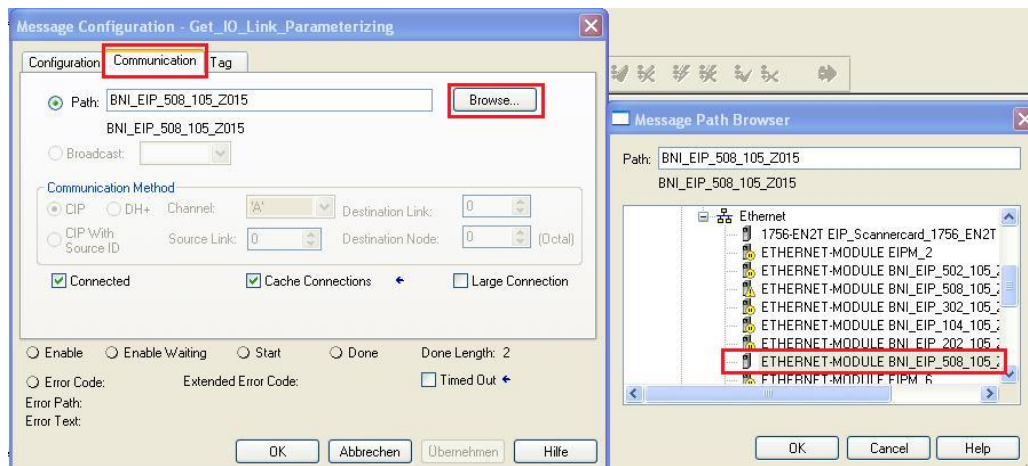 Message Configuration - Get_IO_Link_Parameterizing
Configuration Communication Tag
Path: BNI_EIP_508_105_Z015 Browse...
BNI_EIP_508_105_Z015
Broadcast:
Communication Method
CIP DH+ Channel: 'A' Destination Link: 0
CIP With Source ID Source Link: 0 Destination Node: 0 (Octal)
Connected Cache Connections Large Connection
Enable Enable Waiting Start Done Done Length: 2
Error Code: Extended Error Code: Timed Out
Error Path:
Error Text:
OK Abbrechen Übernehmen Hilfe
Message Path Browser
Path: BNI_EIP_508_105_Z015
BNI_EIP_508_105_Z015
Ethernet
1756-EN2T EIP_Scannercard_1756_EN2T
ETHERNET-MODULE EIPM_2
ETHERNET-MODULE BNI_EIP_502_105_
ETHERNET-MODULE BNI_EIP_508_105_
ETHERNET-MODULE BNI_EIP_302_105_
ETHERNET-MODULE BNI_EIP_104_105_
ETHERNET-MODULE BNI_EIP_202_105_
ETHERNET-MODULE BNI_EIP_508_105_
ETHERNET-MODULE EIPM_6
OK Cancel Help